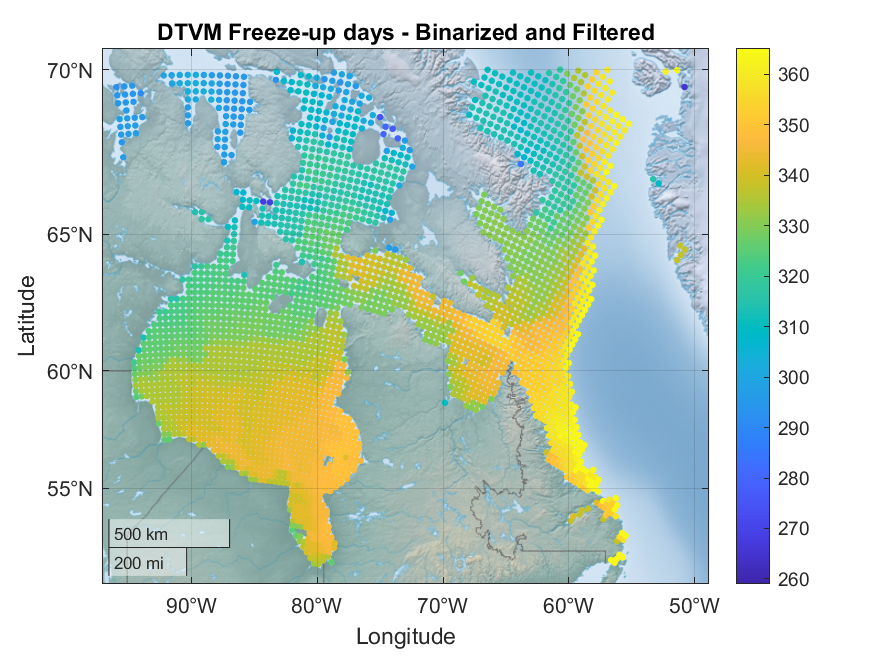 DTVM Freeze-up days - Binarized and Filtered
70°N
65°N
60°N
55°N
Latitude
500 km
200 mi
90°W
80°W
70°W
60°W
50°W
Longitude
360
350
340
330
320
310
300
290
280
270
260